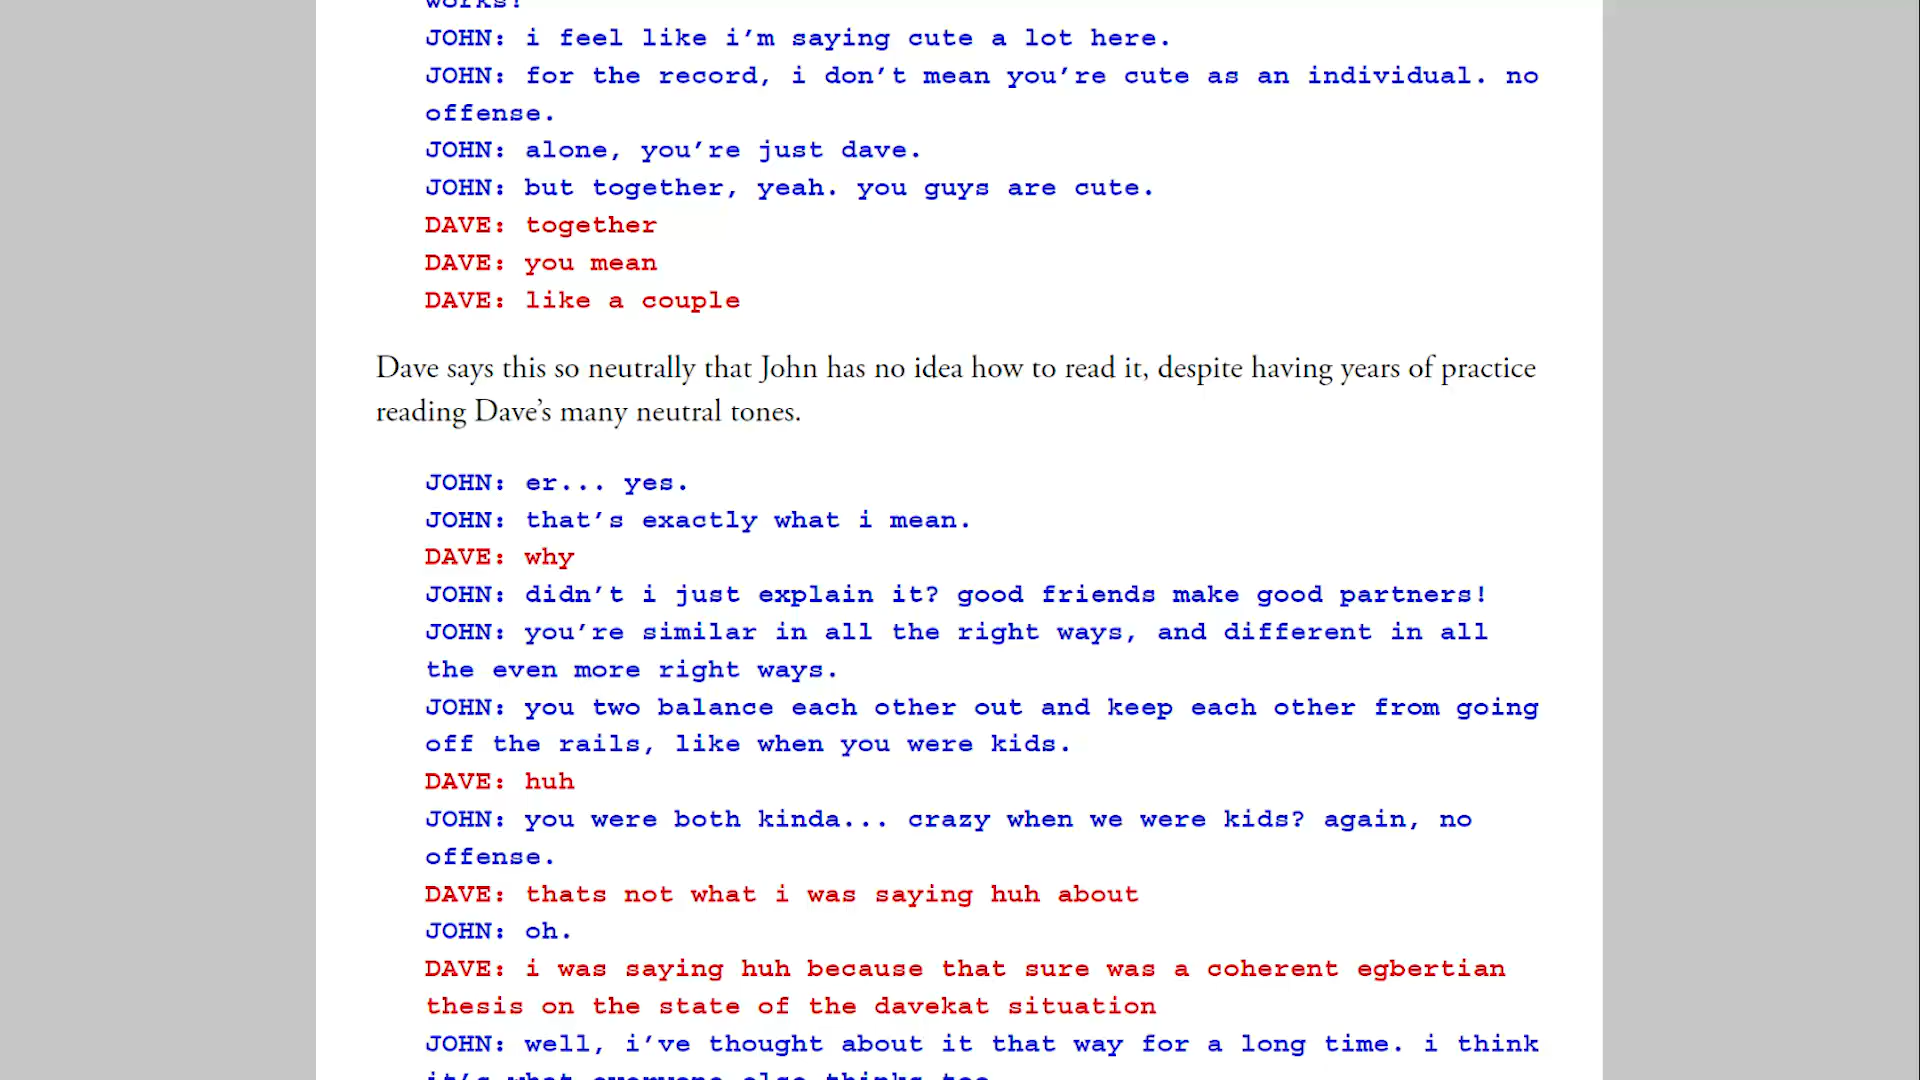 works!
JOHN: i feel like i’m saying cute a lot here.
JOHN: for the record, i don’t mean you’re cute as an individual. no
offense.
JOHN: alone, you’re just dave.
JOHN: but together, yeah. you guys are cute.
DAVE: together
DAVE: you mean
DAVE: like a couple
Dave says this so neutrally that John has no idea how to read it, despite having years of practice
reading Dave’s many neutral tones.
JOHN: er... yes.
JOHN: that’s exactly what i mean.
DAVE: why
JOHN: didn’t i just explain it? good friends make good partners!
JOHN: you’re similar in all the right ways, and different in all
the even more right ways.
JOHN: you two balance each other out and keep each other from going
off the rails, like when you were kids.
DAVE: huh
JOHN: you were both kinda... crazy when we were kids? again, no
offense.
DAVE: thats not what i was saying huh about
JOHN: oh.
DAVE: i was saying huh because that sure was a coherent egbertian
thesis on the state of the davekat situation
JOHN: well, i’ve thought about it that way for a long time. i think
it’s what everyone else thinks too